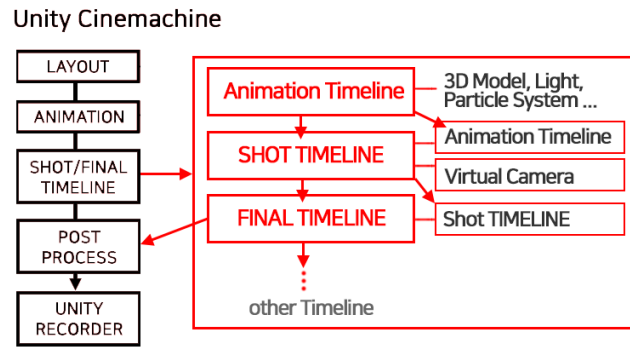 Unity Cinemachine
LAYOUT
ANIMATION
SHOT/FINAL
TIMELINE
POST
PROCESS
UNITY
RECORDER
Animation Timeline
SHOT TIMELINE
FINAL TIMELINE
other Timeline
3D Model, Light,
Particle System ...
Animation Timeline
Virtual Camera
Shot TIMELINE